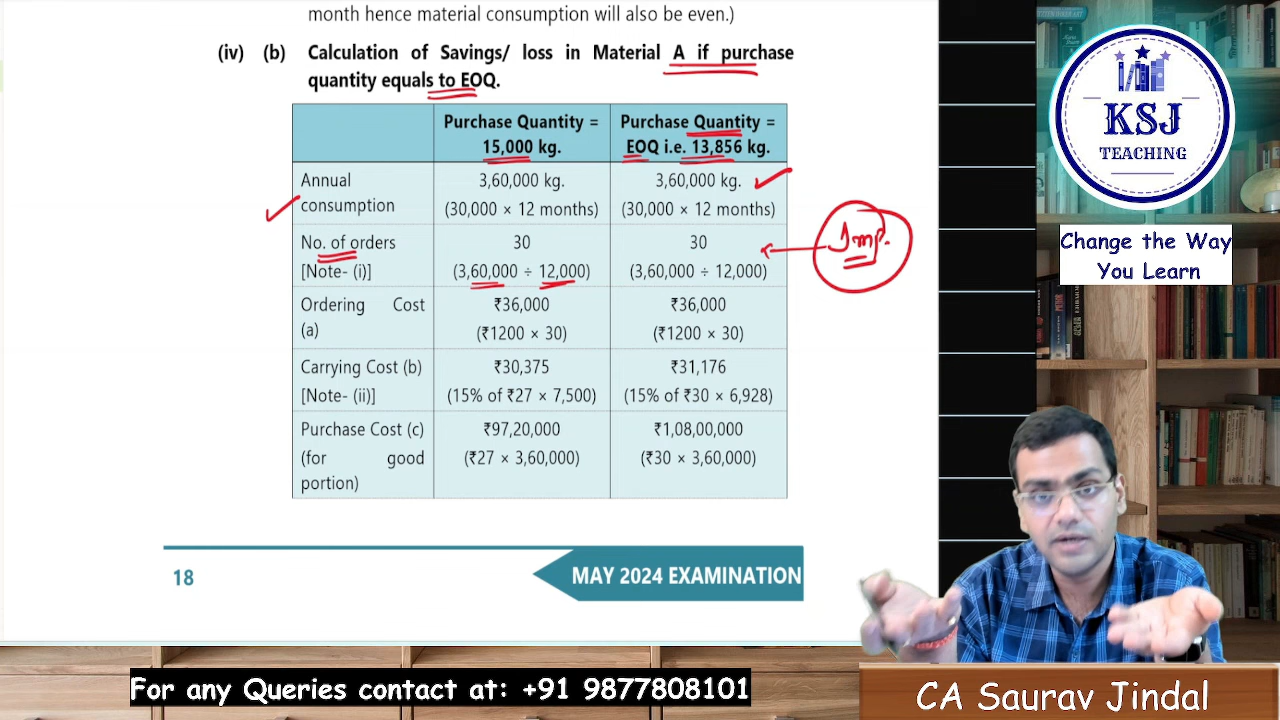 month hence material consumption will also be even.)
(iv) (b) Calculation of Savings/ loss in Material A if purchase
quantity equals to EOQ.
Purchase Quantity =
15,000 kg.
Purchase Quantity =
EOQ i.e. 13,856 kg.
Annual
consumption
3,60,000 kg.
(30,000 × 12 months)
3,60,000 kg.
(30,000 × 12 months)
No. of orders
[Note- (i)]
30
(3,60,000 ÷ 12,000)
30
(3,60,000 ÷ 12,000)
Imp.
Ordering Cost
(a)
₹36,000
(₹1200 × 30)
₹36,000
(₹1200 × 30)
Carrying Cost (b)
[Note- (ii)]
₹30,375
(15% of ₹27 × 7,500)
₹31,176
(15% of ₹30 × 6,928)
Purchase Cost (c)
(for good
portion)
₹97,20,000
(₹27 × 3,60,000)
₹1,08,00,000
(₹30 × 3,60,000)
18
MAY 2024 EXAMINATION
KSJ
TEACHING
Change the Way
You Learn
For any Queries contact at: +91 9877808101
CA Saurav Jindal